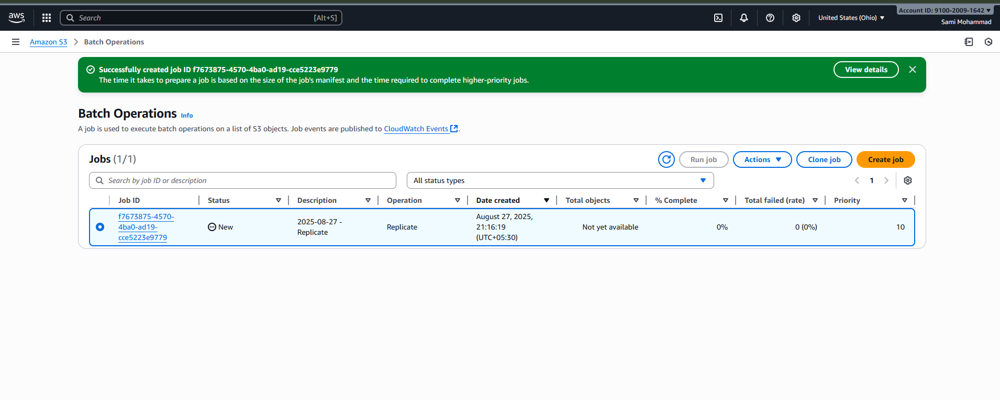 aws
Search [Alt+S]
United States (Ohio)
Account ID: 9100-2009-1642
Sami Mohammad
Amazon S3 Batch Operations
Successfully created job ID f7673875-4570-4ba0-ad19-cce5223e9779
The time it takes to prepare a job is based on the size of the job's manifest and the time required to complete higher-priority jobs.
View details
Batch Operations Info
A job is used to execute batch operations on a list of S3 objects. Job events are published to CloudWatch Events.
Jobs (1/1)
Run job Actions Clone job Create job
Search by job ID or description
All status types
1
Job ID Status Description Operation Date created Total objects % Complete Total failed (rate) Priority
f7673875-4570-
4ba0-ad19-
cce5223e9779
New
2025-08-27 -
Replicate
Replicate
August 27, 2025,
21:16:19
(UTC+05:30)
Not yet available
0%
0 (0%)
10